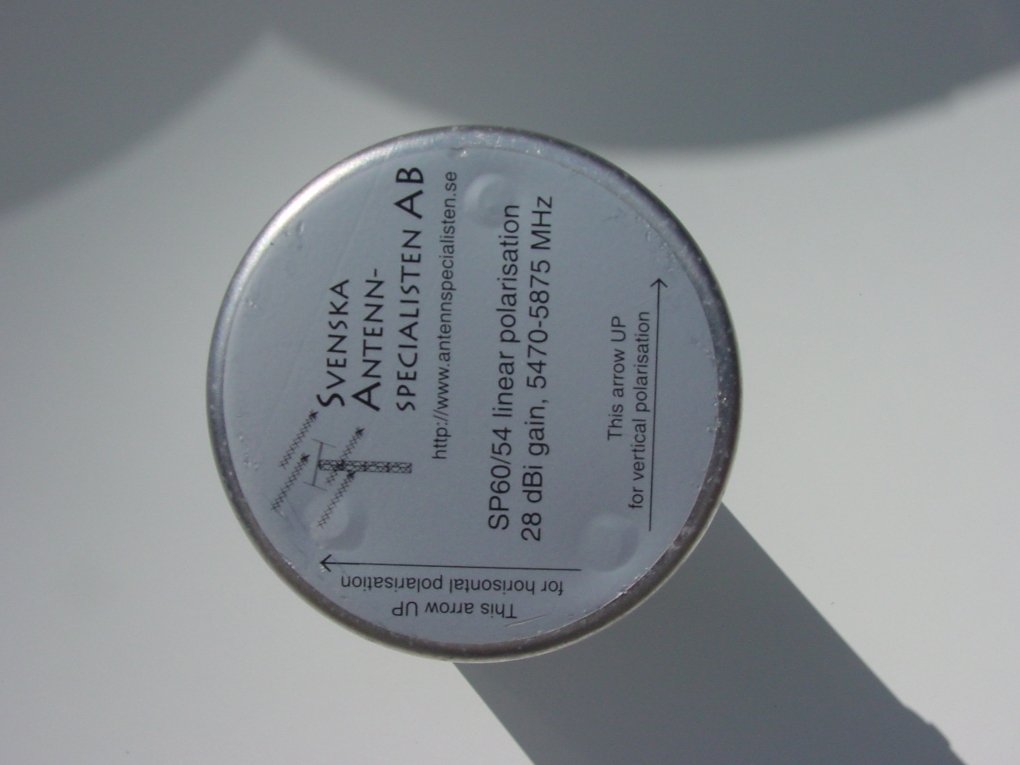 SVENSKA
ANTENN-
SPECIALISTEN AB
http://www.antennspecialisten.se
SP60/54 linear polarisation
28 dBi gain, 5470-5875 MHz
This arrow UP
for vertical polarisation
This arrow UP
for horisontal polarisation